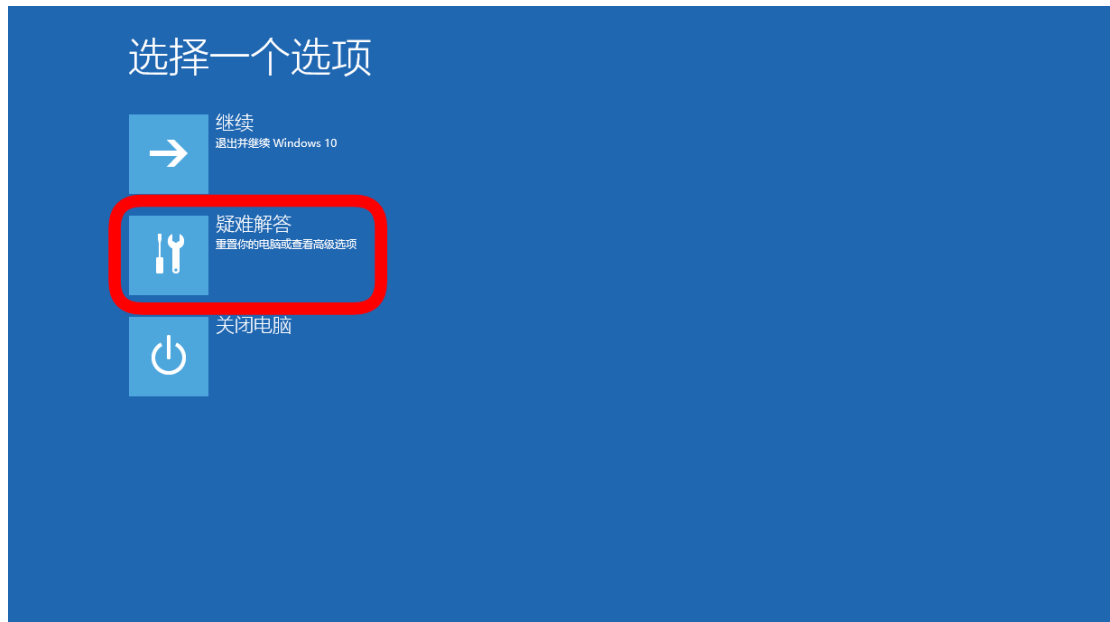 选择一个选项
继续
退出并继续 Windows 10
疑难解答
重置你的电脑或查看高级选项
关闭电脑